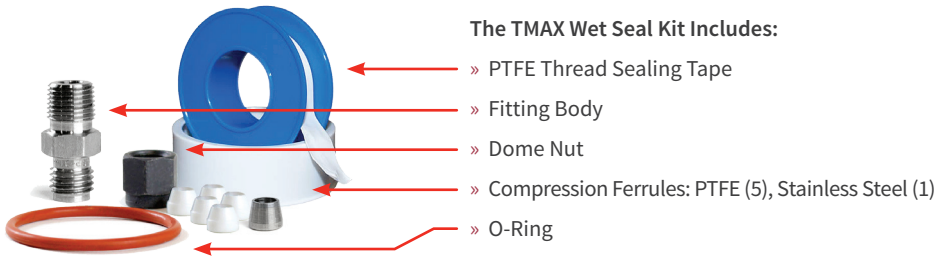 The TMAX Wet Seal Kit Includes:
» PTFE Thread Sealing Tape
» Fitting Body
» Dome Nut
» Compression Ferrules: PTFE (5), Stainless Steel (1)
» O-Ring